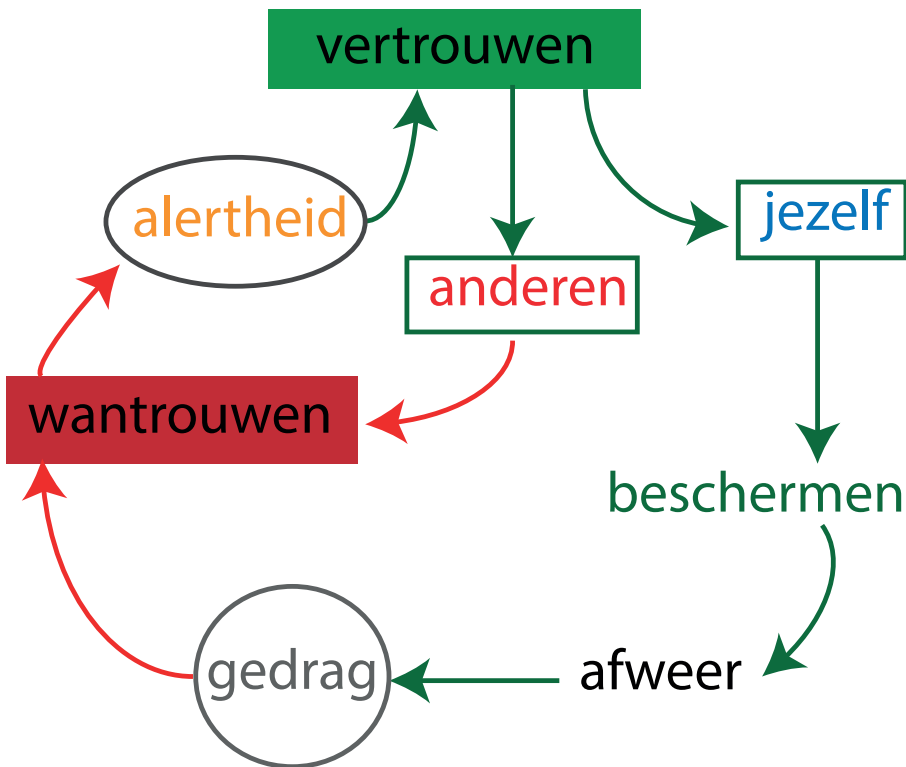 vertrouwen
alertheid
jezelf
anderen
wantrouwen
beschermen
gedrag
afweer